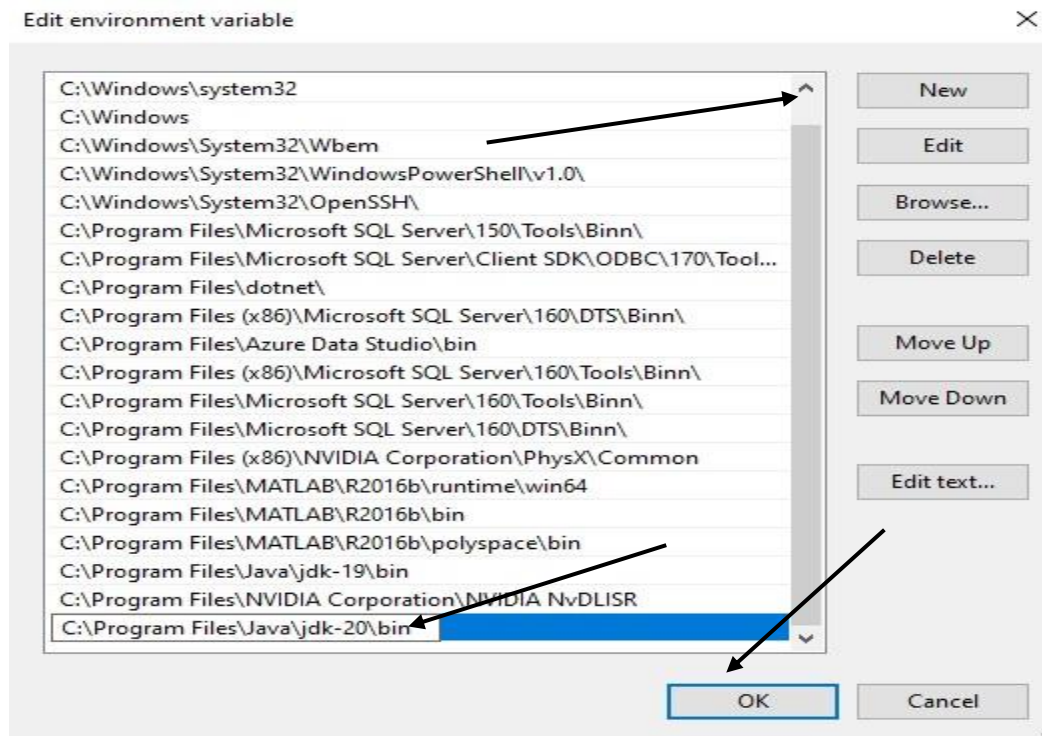 Edit environment variable
C:\Windows\system32
C:\Windows
C:\Windows\System32\Wbem
C:\Windows\System32\WindowsPowerShell\v1.0\
C:\Windows\System32\OpenSSH\
C:\Program Files\Microsoft SQL Server\150\Tools\Binn\
C:\Program Files\Microsoft SQL Server\Client SDK\ODBC\170\Tool...
C:\Program Files\dotnet\
C:\Program Files (x86)\Microsoft SQL Server\160\DTS\Binn\
C:\Program Files\Azure Data Studio\bin
C:\Program Files (x86)\Microsoft SQL Server\160\Tools\Binn\
C:\Program Files\Microsoft SQL Server\160\Tools\Binn\
C:\Program Files\Microsoft SQL Server\160\DTS\Binn\
C:\Program Files (x86)\NVIDIA Corporation\PhysX\Common
C:\Program Files\MATLAB\R2016b\runtime\win64
C:\Program Files\MATLAB\R2016b\bin
C:\Program Files\MATLAB\R2016b\polyspace\bin
C:\Program Files\Java\jdk-19\bin
C:\Program Files\NVIDIA Corporation\NVIDIA NvDLISR
C:\Program Files\Java\jdk-20\bin
New
Edit
Browse...
Delete
Move Up
Move Down
Edit text...
OK
Cancel